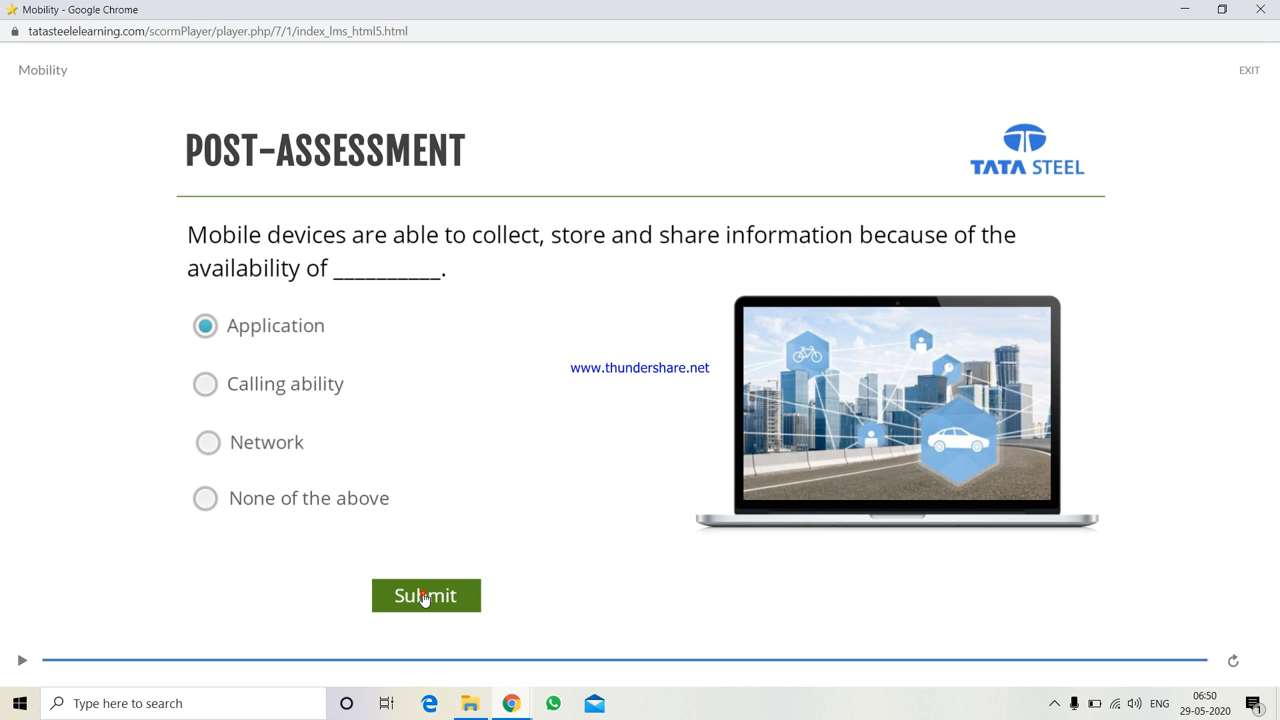 Mobility - Google Chrome
tatasteelelearning.com/scormPlayer/player.php/7/1/index_lms_html5.html
Mobility
EXIT
POST-ASSESSMENT
TATA STEEL
Mobile devices are able to collect, store and share information because of the
availability of __________.
Application
Calling ability
Network
None of the above
www.thundershare.net
Submit
Type here to search
ENG
06:50
29-05-2020
1